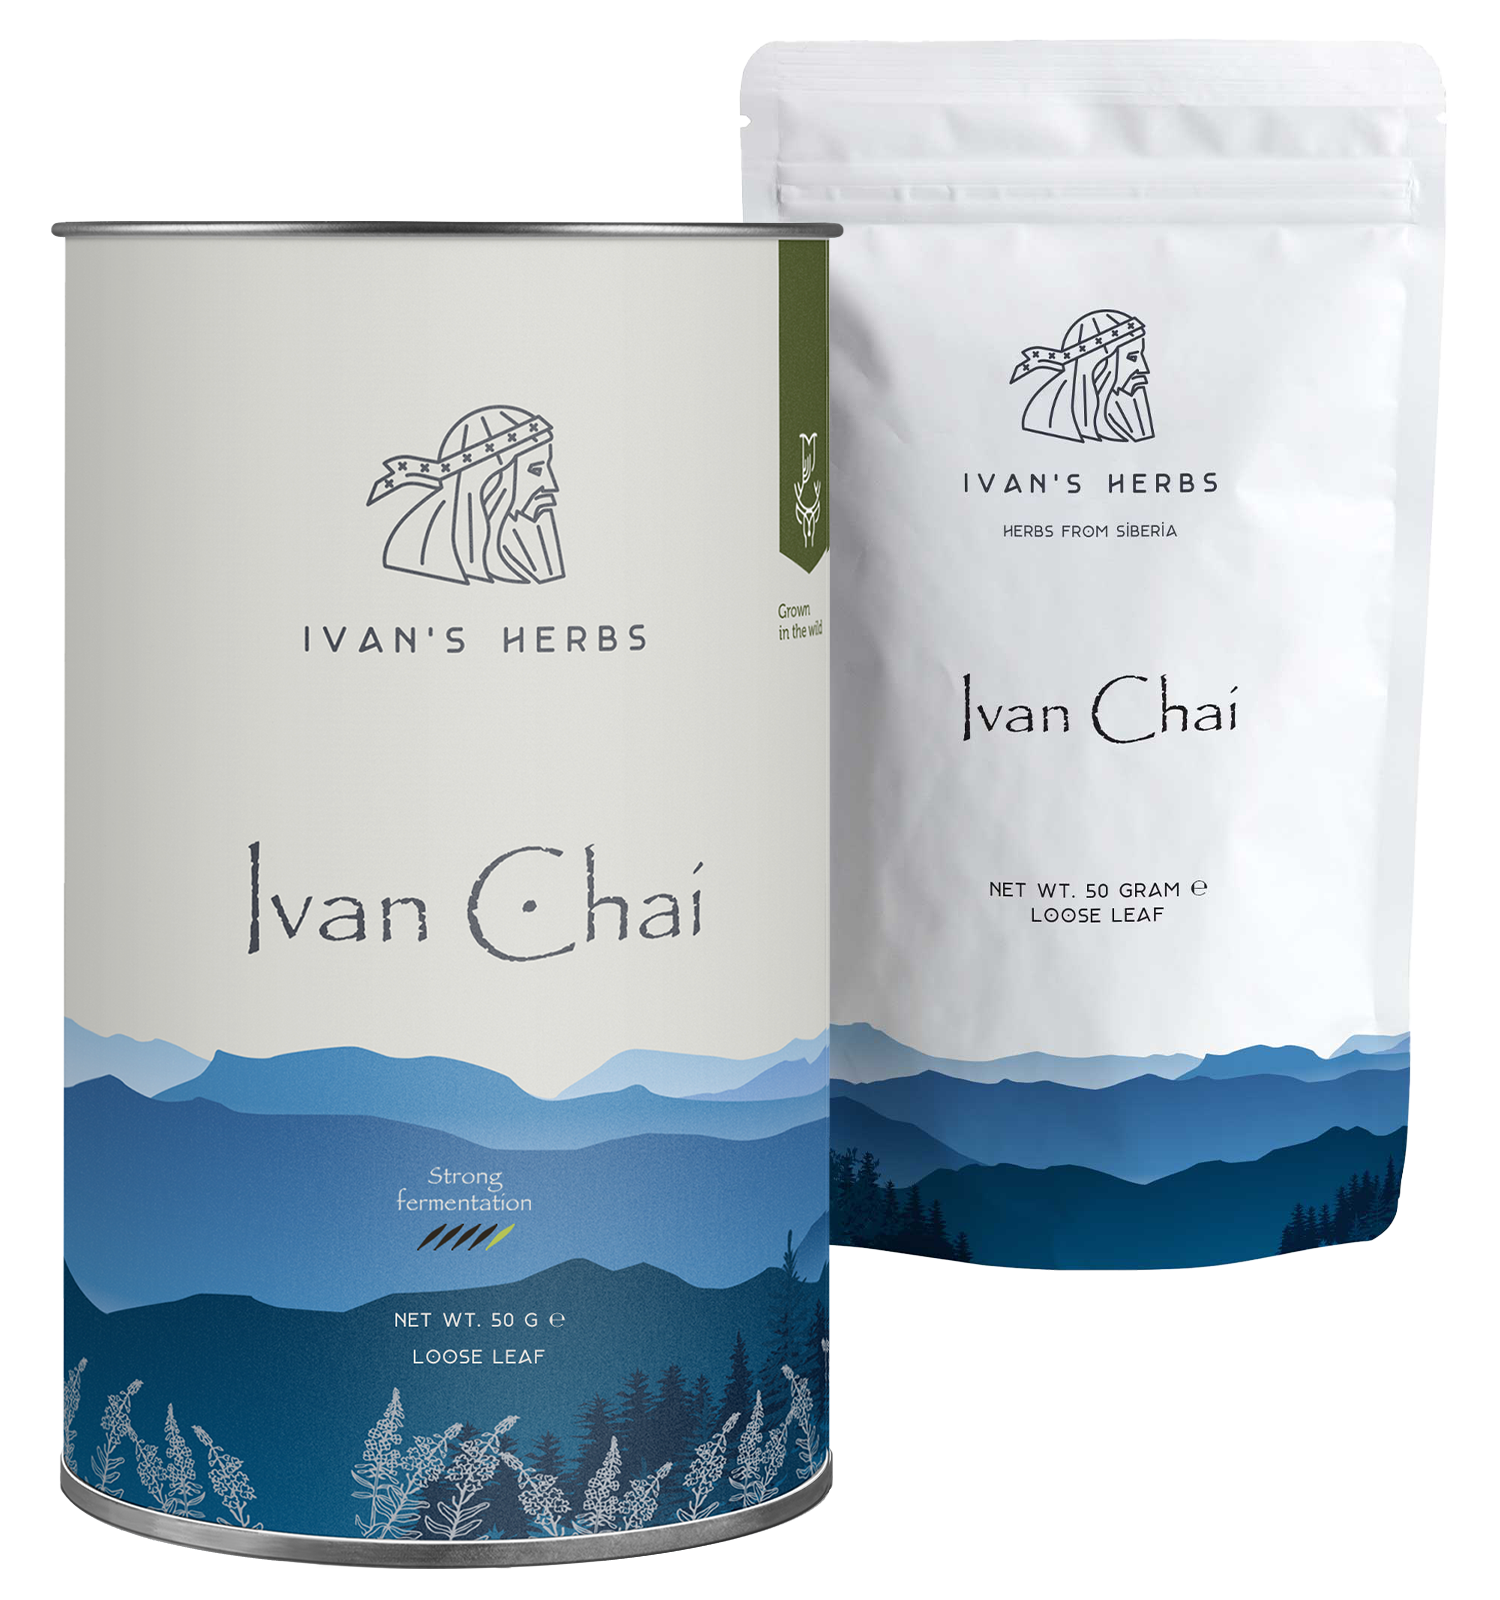 IVAN'S HERBS
Grown
in the wild
Ivan Chai
Strong
fermentation
NET WT. 50 G ℮
LOOSE LEAF
IVAN'S HERBS
HERBS FROM SİBERİA
Ivan Chai
NET WT. 50 GRAM ℮
LOOSE LEAF